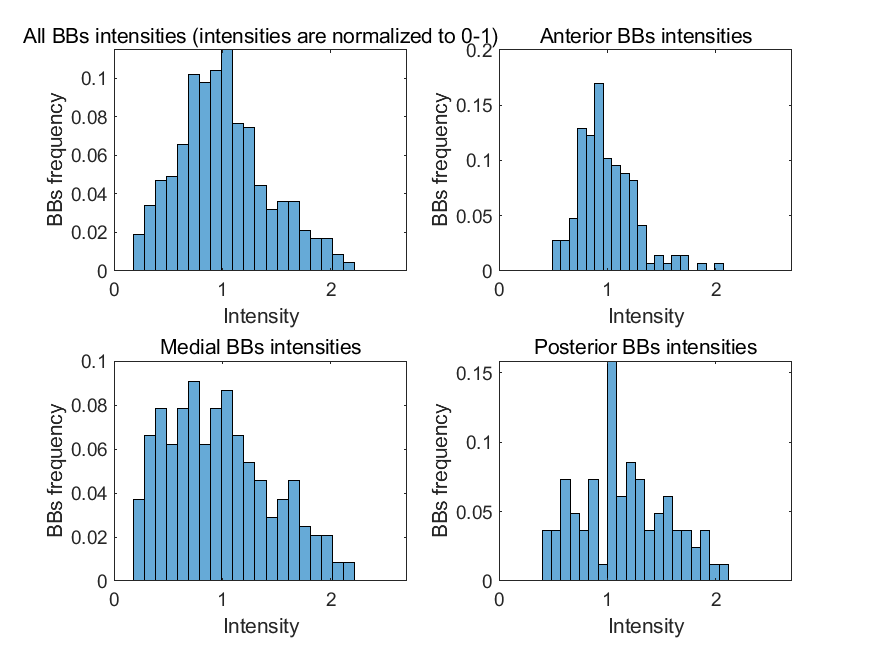 All BBs intensities (intensities are normalized to 0-1)
0.1
0.08
0.06
0.04
0.02
0
BBs frequency
0 1 2
Intensity
Anterior BBs intensities
0.2
0.15
0.1
0.05
0
BBs frequency
0 1 2
Intensity
Medial BBs intensities
0.1
0.08
0.06
0.04
0.02
0
BBs frequency
0 1 2
Intensity
Posterior BBs intensities
0.15
0.1
0.05
0
BBs frequency
0 1 2
Intensity